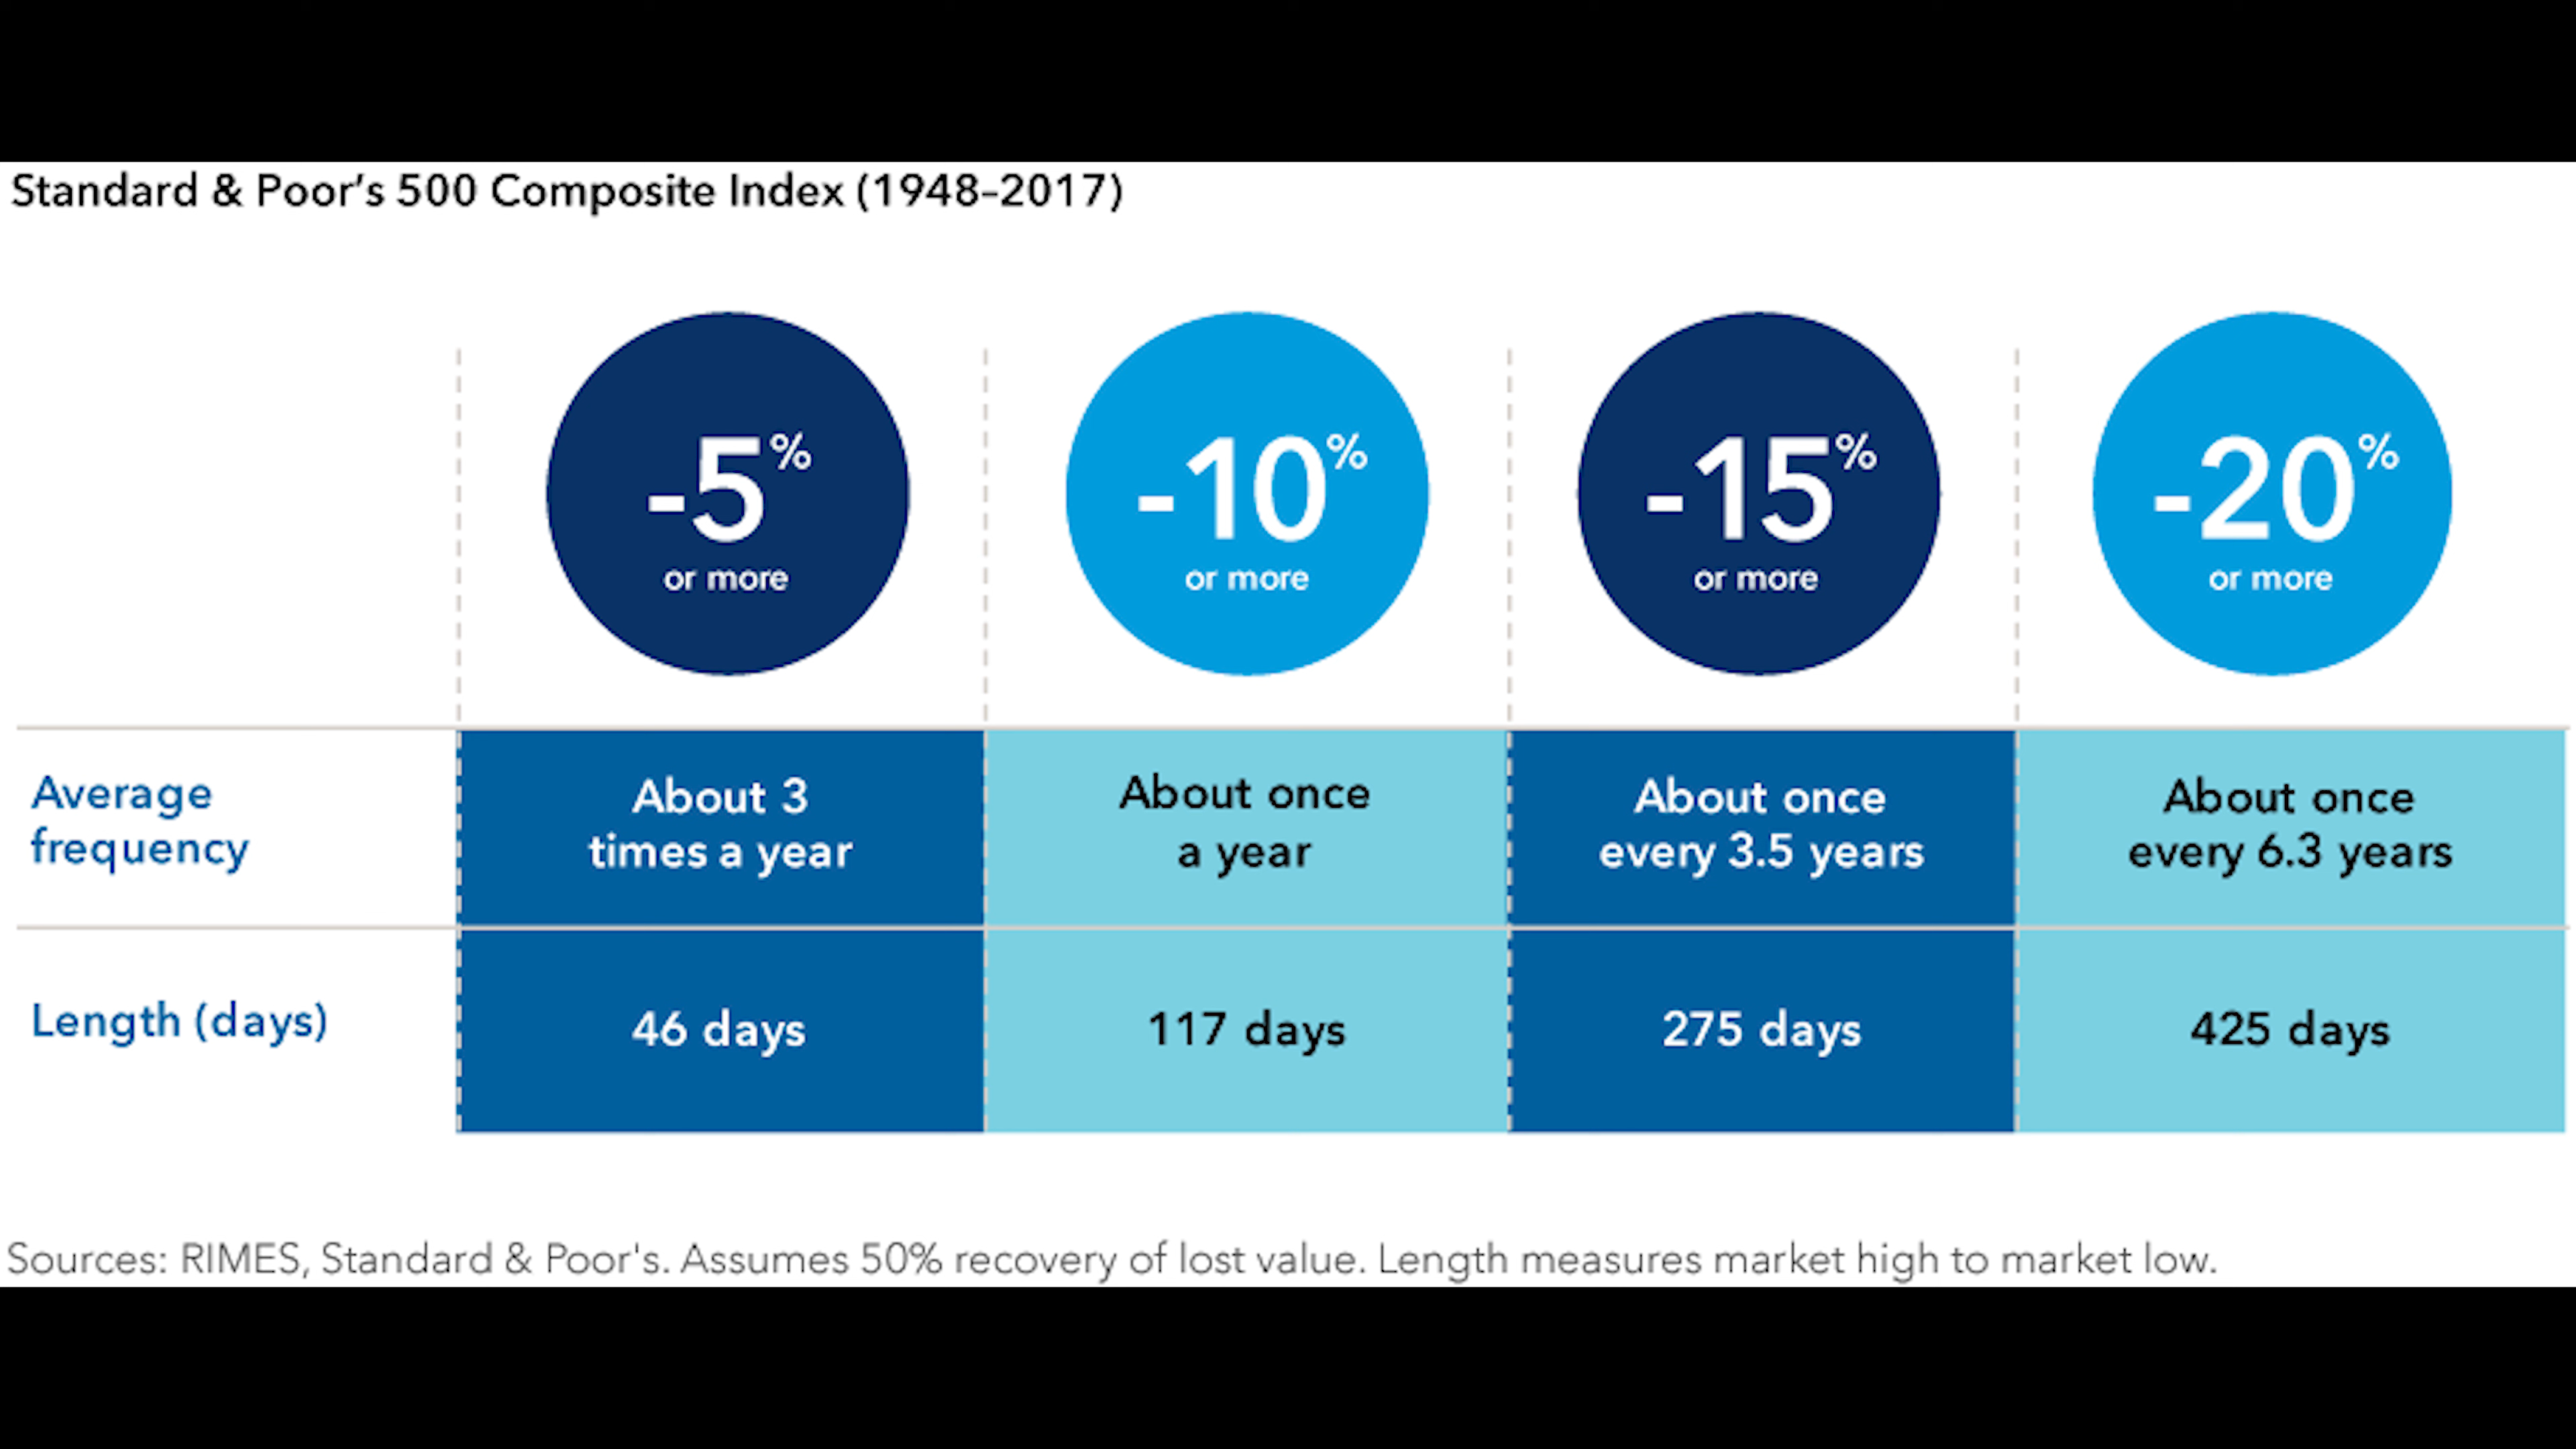 Standard & Poor’s 500 Composite Index (1948–2017)
-5%
or more
-10%
or more
-15%
or more
-20%
or more
Average
frequency
About 3
times a year
About once
a year
About once
every 3.5 years
About once
every 6.3 years
Length (days)
46 days
117 days
275 days
425 days
Sources: RIMES, Standard & Poor's. Assumes 50% recovery of lost value. Length measures market high to market low.